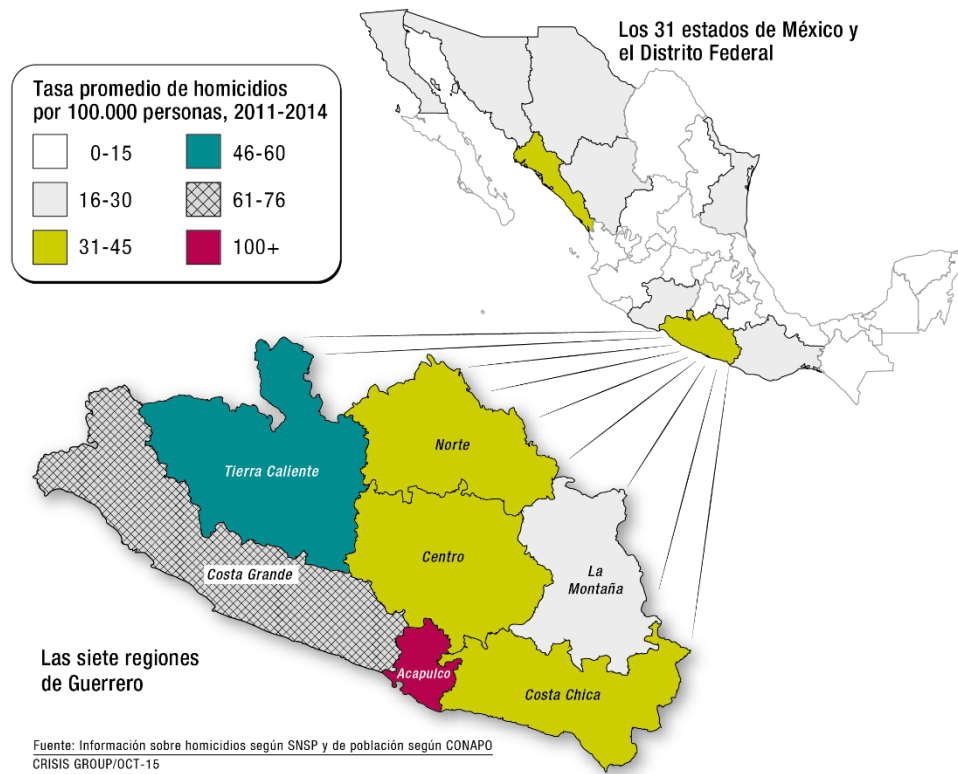 Los 31 estados de México y
el Distrito Federal
Tasa promedio de homicidios
por 100.000 personas, 2011-2014
0-15
46-60
16-30
61-76
31-45
100+
Norte
Tierra Caliente
Centro
Costa Grande
La
Montaña
Acapulco
Costa Chica
Las siete regiones
de Guerrero
Fuente: Información sobre homicidios según SNSP y de población según CONAPO
CRISIS GROUP/OCT-15